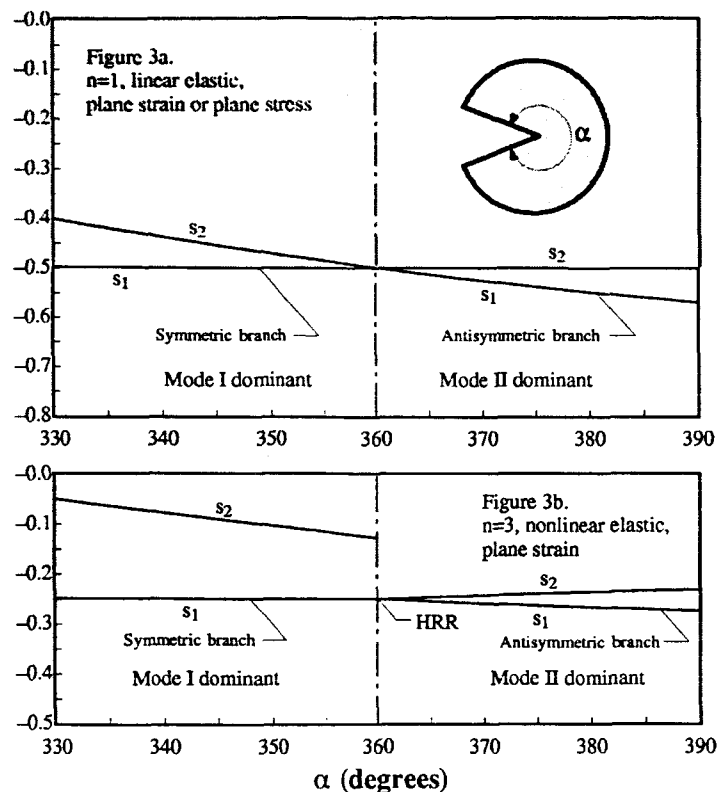 −0.0
−0.1
−0.2
−0.3
−0.4
−0.5
−0.6
−0.7
−0.8
Figure 3a.
n=1, linear elastic,
plane strain or plane stress
α
s2
s1
Symmetric branch
Mode I dominant
s2
s1
Antisymmetric branch
Mode II dominant
330 340 350 360 370 380 390
−0.0
−0.1
−0.2
−0.3
−0.4
−0.5
s2
s1
Symmetric branch
Mode I dominant
HRR
Figure 3b.
n=3, nonlinear elastic,
plane strain
s2
s1
Antisymmetric branch
Mode II dominant
330 340 350 360 370 380 390
α (degrees)